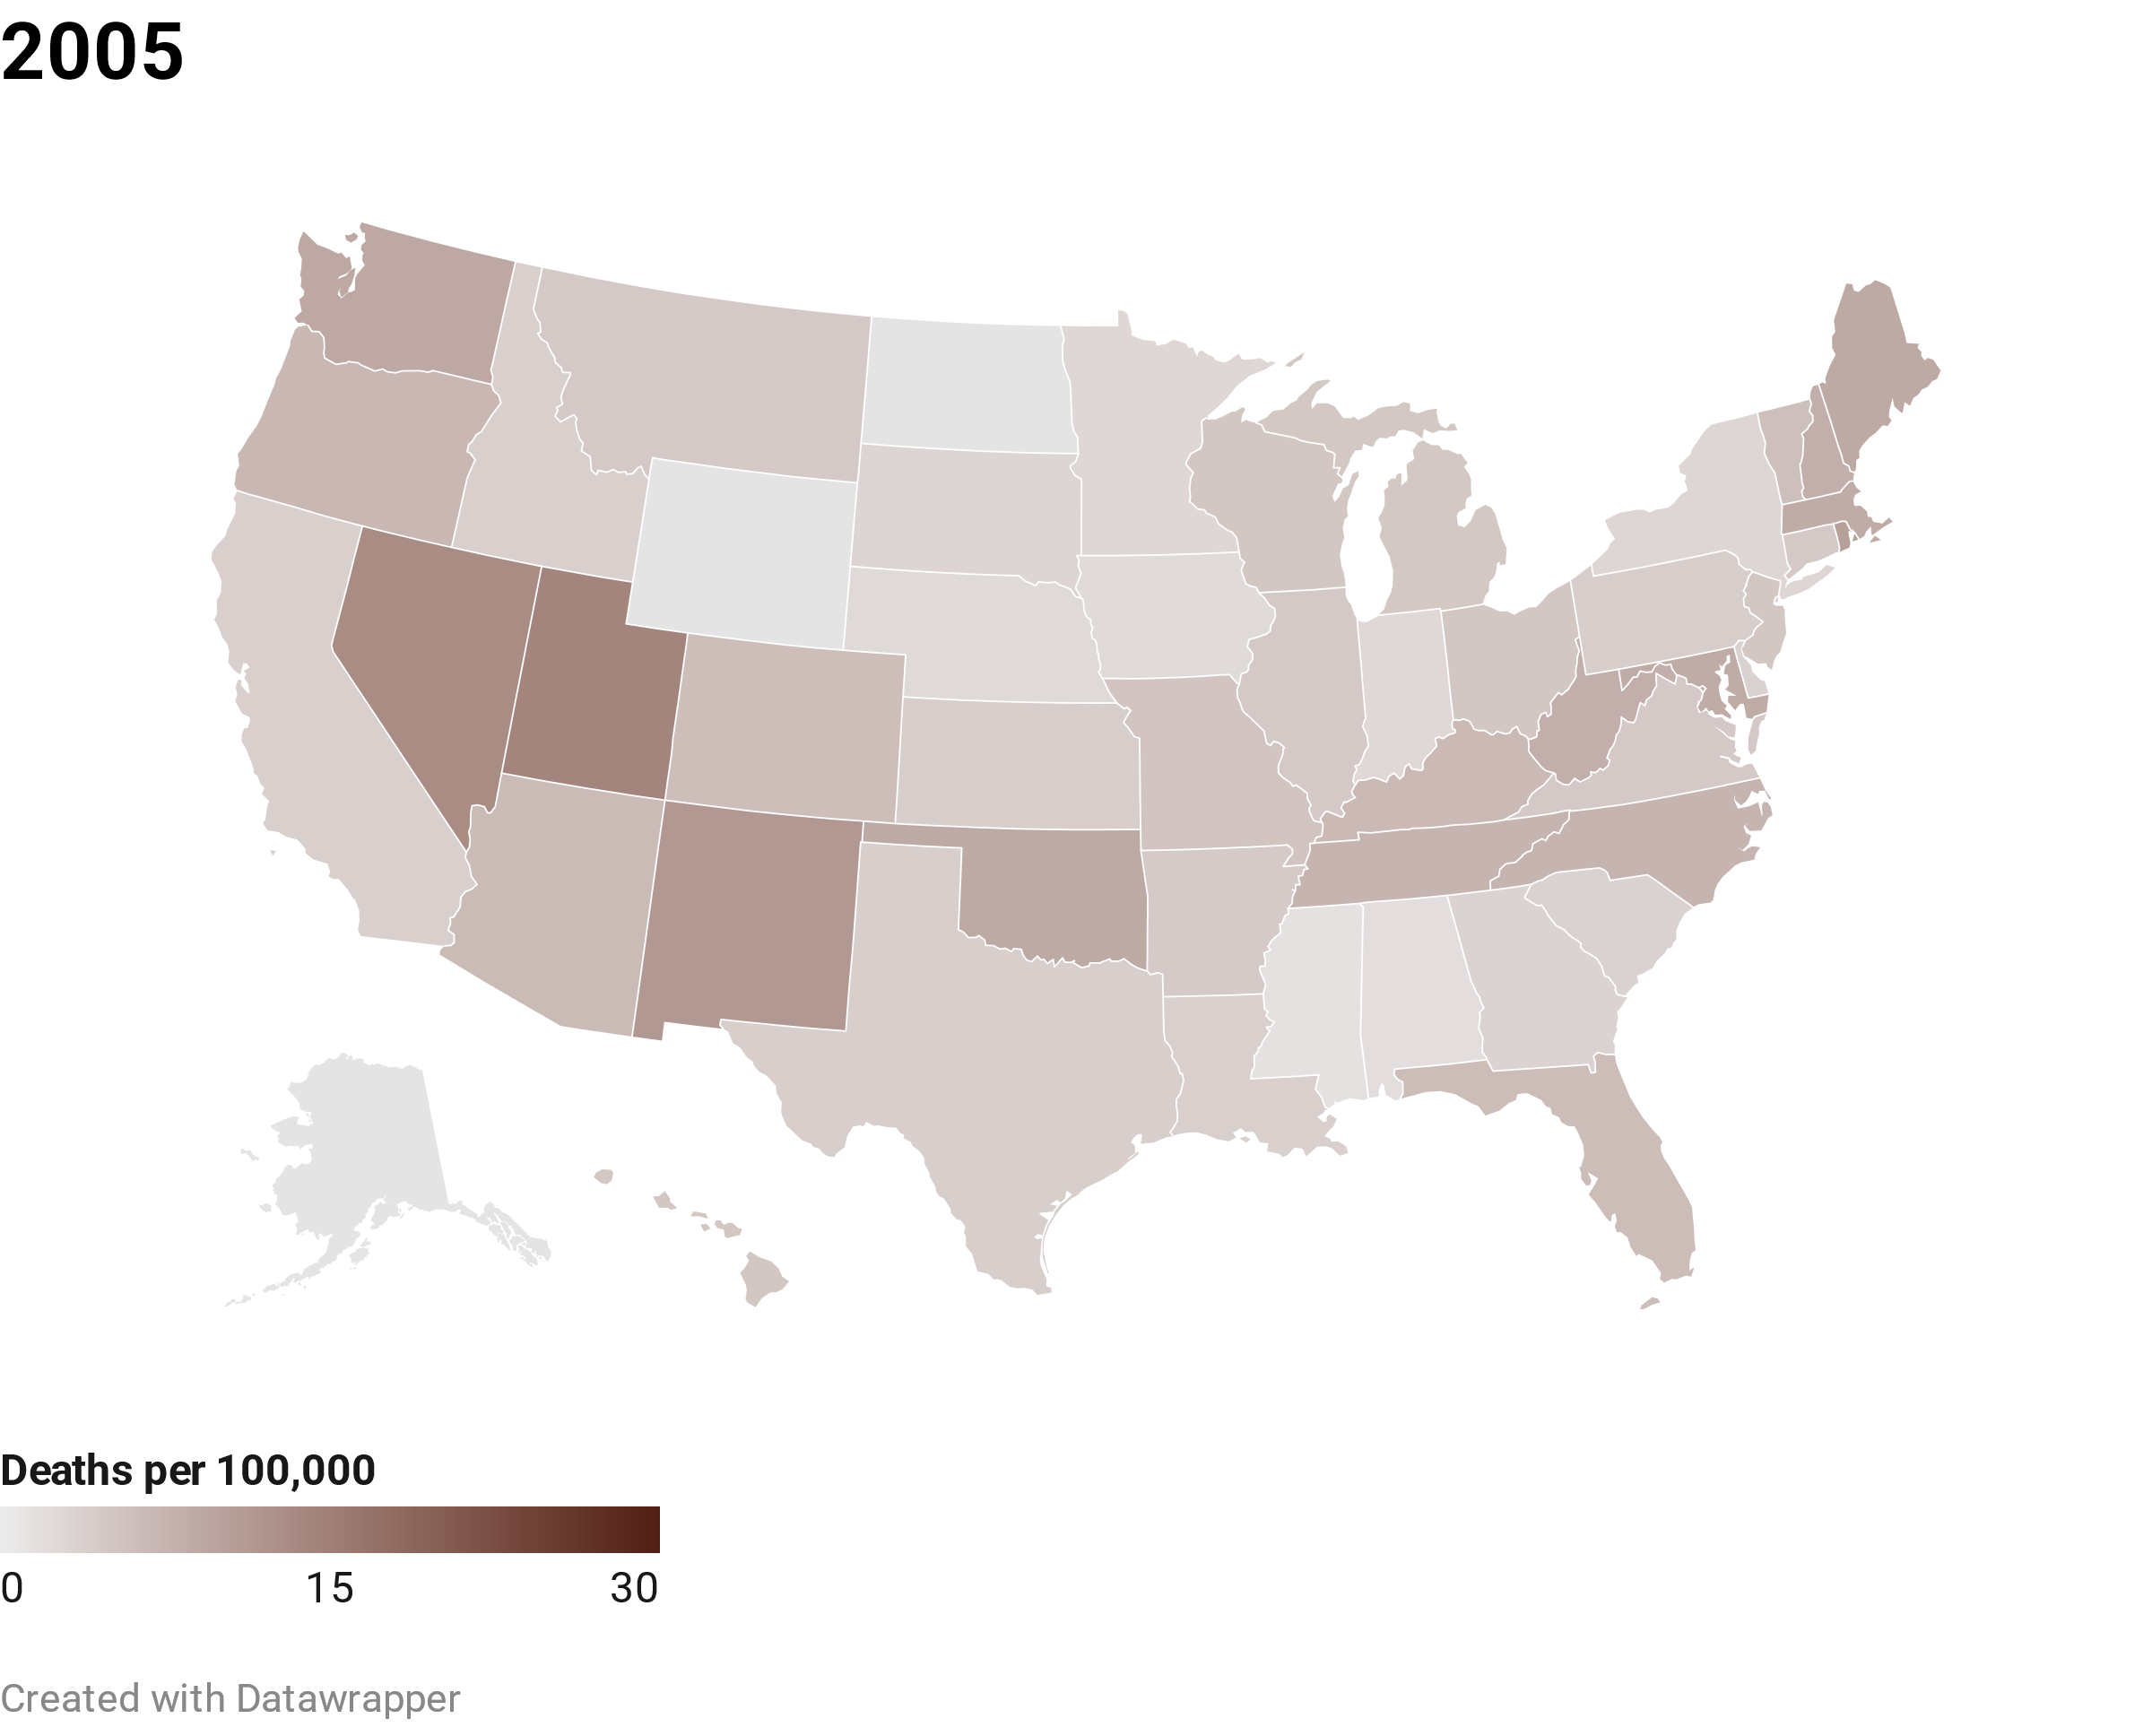 2005
Deaths per 100,000
0 15 30
Created with Datawrapper